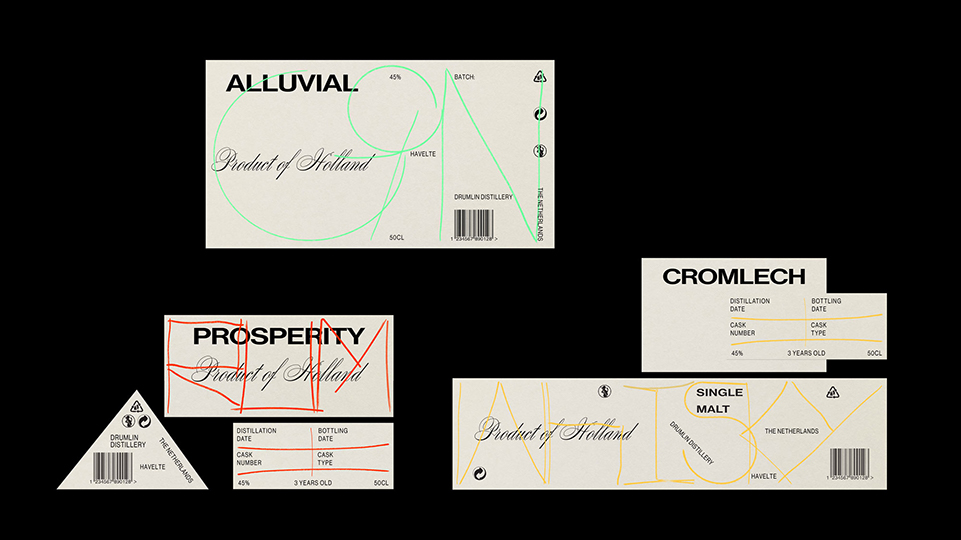 ALLUVIAL
45%
BATCH:
Product of Holland
HAVELTE
DRUMLIN DISTILLERY
THE NETHERLANDS
1 234567 890128 >
50CL
CROMLECH
DISTILLATION DATE
BOTTLING DATE
CASK NUMBER
CASK TYPE
45%
3 YEARS OLD
50CL
PROSPERITY
Product of Holland
DISTILLATION DATE
BOTTLING DATE
CASK NUMBER
CASK TYPE
45%
3 YEARS OLD
50CL
DRUMLIN
DISTILLERY
THE NETHERLANDS
HAVELTE
1 234567 890128 >
SINGLE
MALT
Product of Holland
DRUMLIN DISTILLERY
THE NETHERLANDS
HAVELTE
1 234567 890128 >